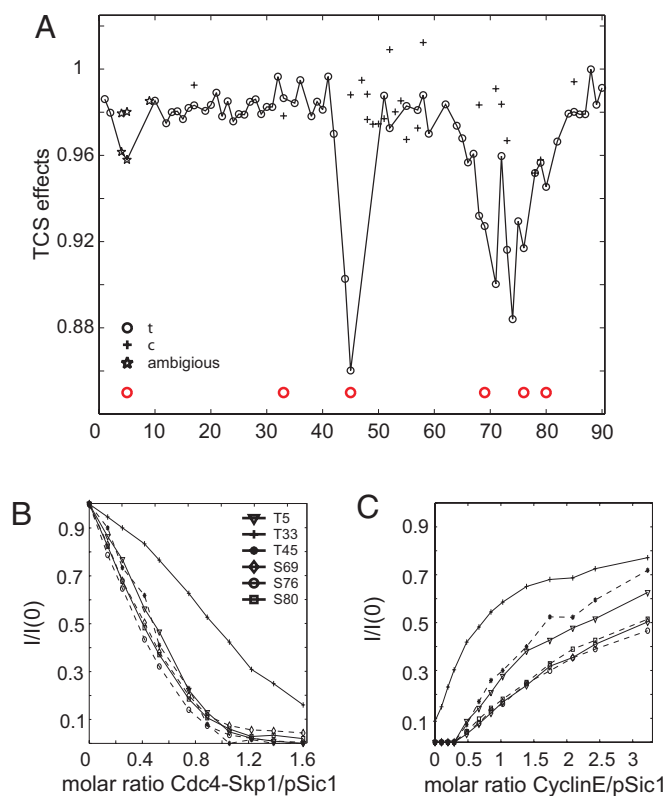 A
TCS effects
1
0.96
0.92
0.88
t
c
ambigious
0 10 20 30 40 50 60 70 80 90
B
I/I(0)
0.9
0.7
0.5
0.3
0.1
T5
T33
T45
S69
S76
S80
0 0.4 0.8 1.2 1.6
molar ratio Cdc4-Skp1/pSic1
C
I/I(0)
0.9
0.7
0.5
0.3
0.1
0 0.5 1 1.5 2 2.5 3
molar ratio CyclinE/pSic1